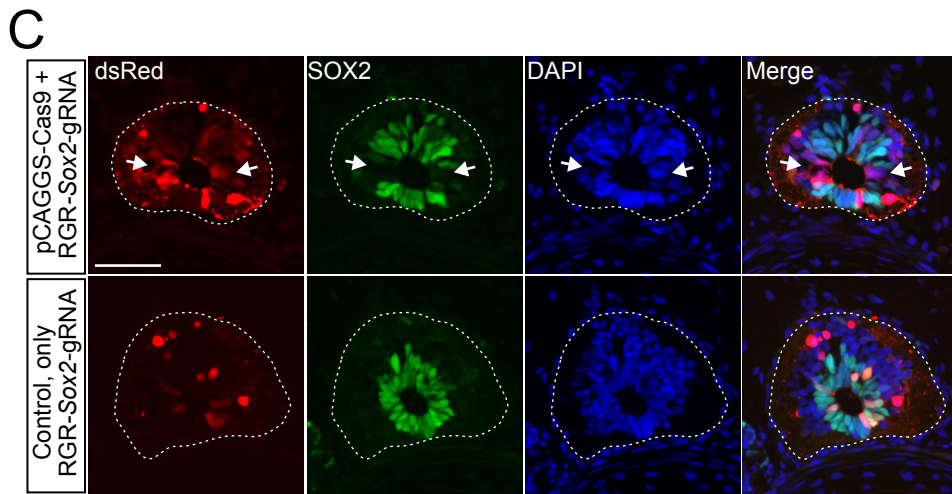 C
dsRed
SOX2
DAPI
Merge
pCAGGS-Cas9 +
RGR-Sox2-gRNA
Control, only
RGR-Sox2-gRNA